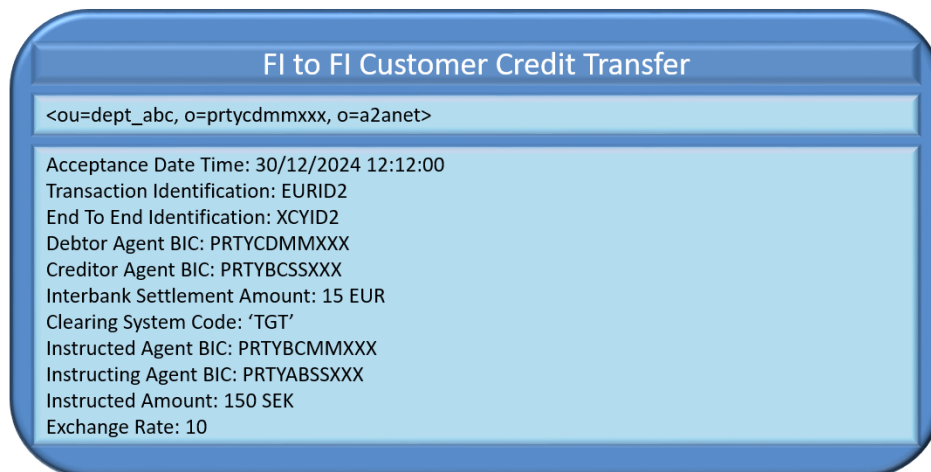 FI to FI Customer Credit Transfer
<ou=dept_abc, o=prtycdmmxxx, o=a2anet>
Acceptance Date Time: 30/12/2024 12:12:00
Transaction Identification: EURID2
End To End Identification: XCYID2
Debtor Agent BIC: PRTYCDMMXXX
Creditor Agent BIC: PRTYBCSSXXX
Interbank Settlement Amount: 15 EUR
Clearing System Code: ‘TGT’
Instructed Agent BIC: PRTYBCMMXXX
Instructing Agent BIC: PRTYABSSXXX
Instructed Amount: 150 SEK
Exchange Rate: 10